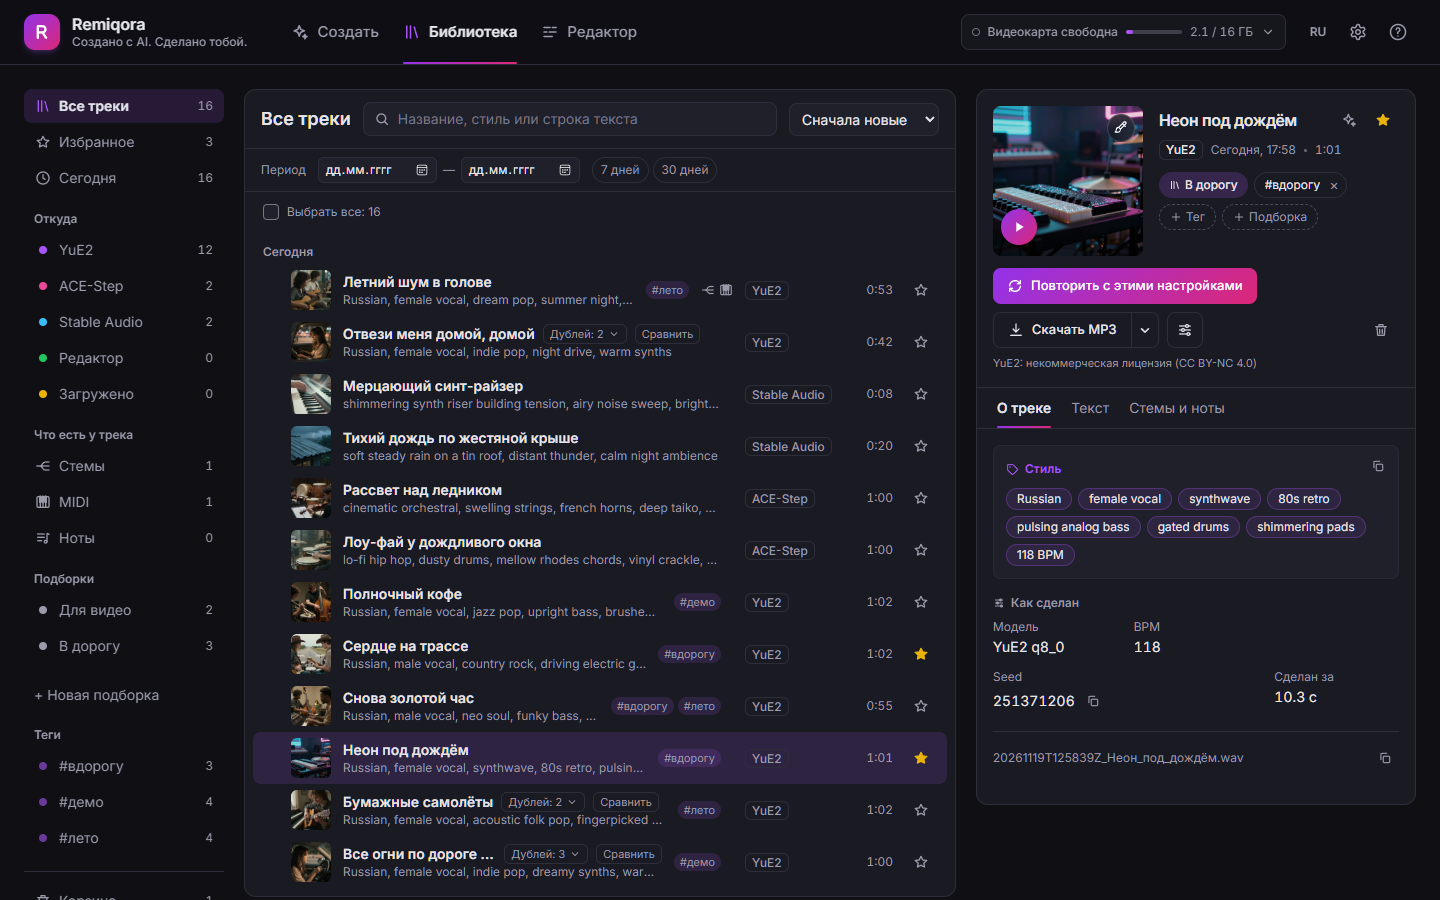 R
Remiqora
Создано с AI. Сделано тобой.
Создать
Библиотека
Редактор
Видеокарта свободна
2.1 / 16 ГБ
RU
Все треки 16
Избранное 3
Сегодня 16
Откуда
YuE2 12
ACE-Step 2
Stable Audio 2
Редактор 0
Загружено 0
Что есть у трека
Стемы 1
MIDI 1
Ноты 0
Подборки
Для видео 2
В дорогу 3
+ Новая подборка
Теги
#вдорогу 3
#демо 4
#лето 4
Корзина 1
Все треки
Название, стиль или строка текста
Сначала новые
Период дд.мм.гггг — дд.мм.гггг 7 дней 30 дней
Выбрать все: 16
Сегодня
Летний шум в голове
Russian, female vocal, dream pop, summer night,...
#лето YuE2 0:53
Отвези меня домой, домой Дублей: 2 Сравнить
Russian, female vocal, indie pop, night drive, warm synths
YuE2 0:42
Мерцающий синт-райзер
shimmering synth riser building tension, airy noise sweep, bright...
Stable Audio 0:08
Тихий дождь по жестяной крыше
soft steady rain on a tin roof, distant thunder, calm night ambience
Stable Audio 0:20
Рассвет над ледником
cinematic orchestral, swelling strings, french horns, deep taiko, ...
ACE-Step 1:00
Лоу-фай у дождливого окна
lo-fi hip hop, dusty drums, mellow rhodes chords, vinyl crackle, ...
ACE-Step 1:00
Полночный кофе
Russian, female vocal, jazz pop, upright bass, brushe...
#демо YuE2 1:02
Сердце на трассе
Russian, male vocal, country rock, driving electric g...
#вдорогу YuE2 1:02
Снова золотой час
Russian, male vocal, neo soul, funky bass, ...
#вдорогу #лето YuE2 0:55
Неон под дождём
Russian, female vocal, synthwave, 80s retro, pulsin...
#вдорогу YuE2 1:01
Бумажные самолёты Дублей: 2 Сравнить
Russian, female vocal, acoustic folk pop, fingerpicked ...
#лето YuE2 1:02
Все огни по дороге ... Дублей: 3 Сравнить
Russian, female vocal, indie pop, dreamy synths, war...
#демо YuE2 1:00
Неон под дождём
YuE2 Сегодня, 17:58 • 1:01
В дорогу #вдорогу ×
+ Тег + Подборка
Повторить с этими настройками
Скачать MP3
YuE2: некоммерческая лицензия (CC BY-NC 4.0)
О треке Текст Стемы и ноты
Стиль
Russian female vocal synthwave 80s retro
pulsing analog bass gated drums shimmering pads
118 BPM
Как сделан
Модель BPM
YuE2 q8_0 118
Seed Сделан за
251371206 10.3 с
20261119T125839Z_Неон_под_дождём.wav